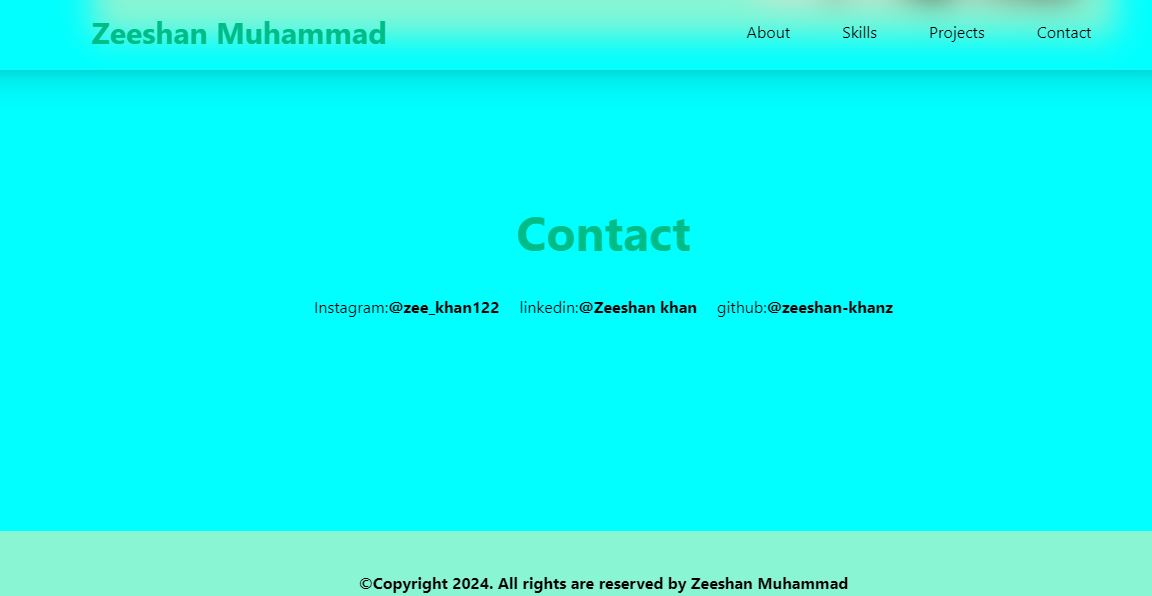 Zeeshan Muhammad About Skills Projects Contact
Contact
Instagram:@zee_khan122 linkedin:@Zeeshan khan github:@zeeshan-khanz
©Copyright 2024. All rights are reserved by Zeeshan Muhammad